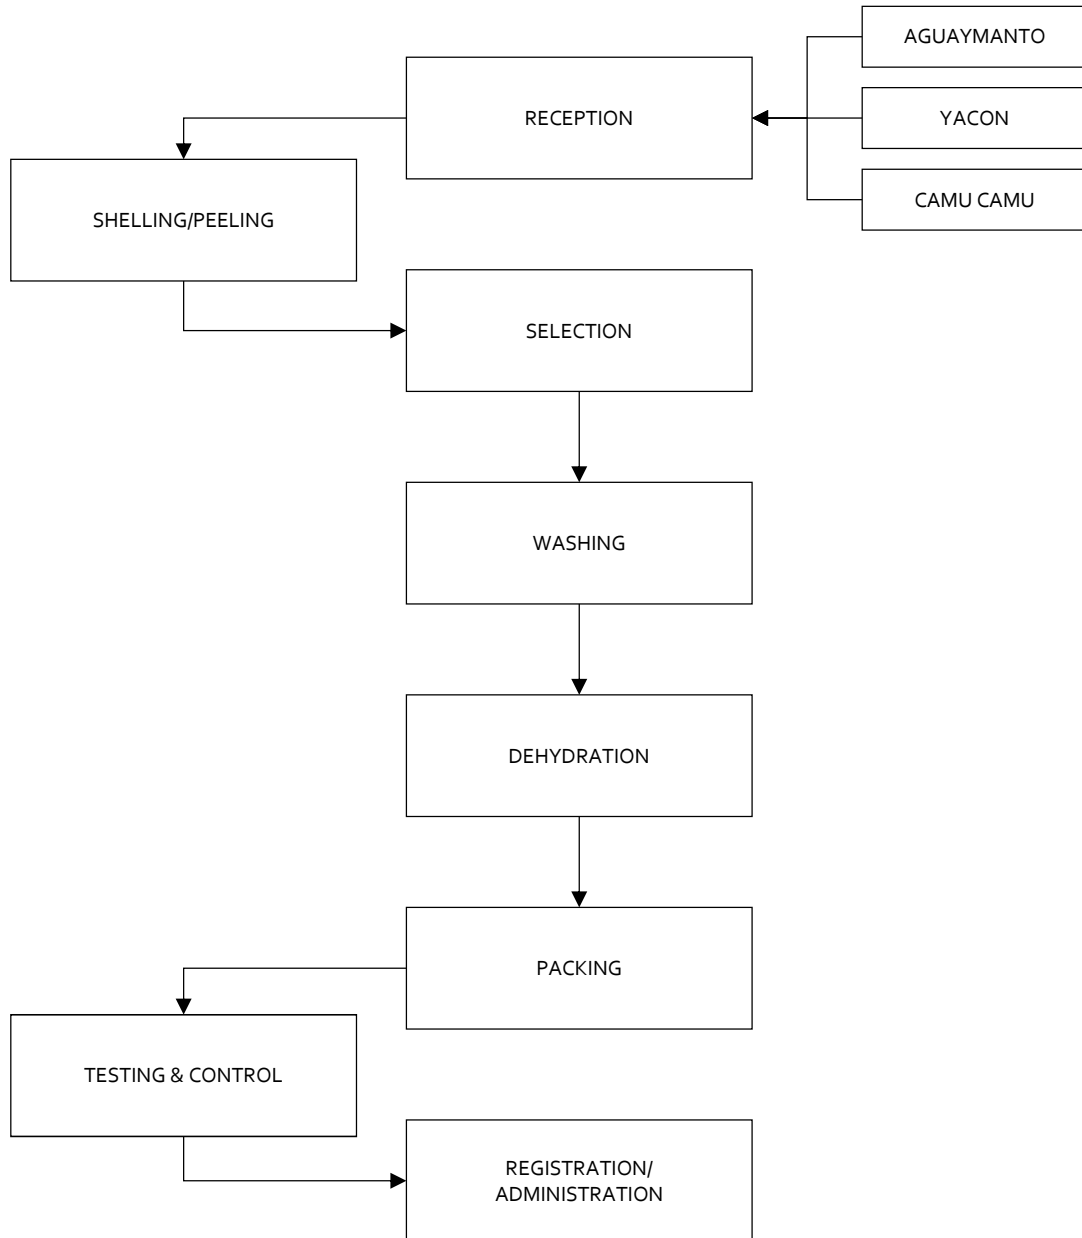 AGUAYMANTO
RECEPTION
YACON
CAMU CAMU
SHELLING/PEELING
SELECTION
WASHING
DEHYDRATION
PACKING
TESTING & CONTROL
REGISTRATION/
ADMINISTRATION